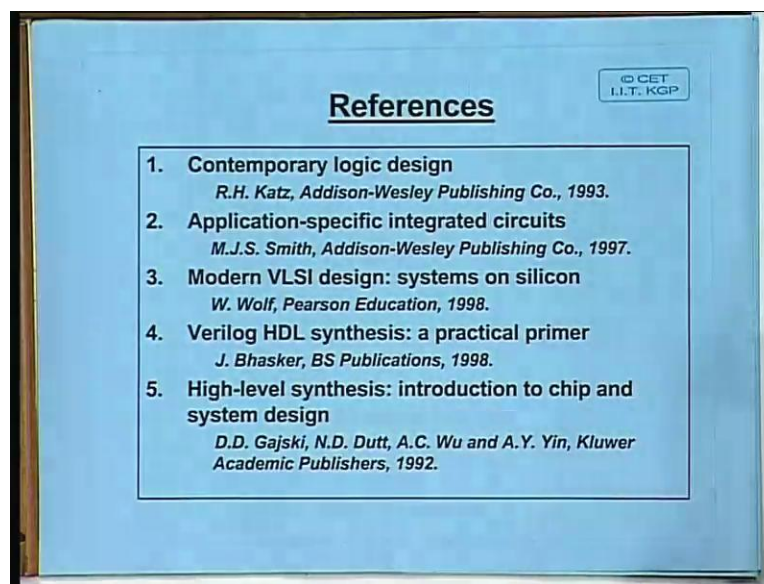 © CET
I.I.T. KGP
References
1. Contemporary logic design
R.H. Katz, Addison-Wesley Publishing Co., 1993.
2. Application-specific integrated circuits
M.J.S. Smith, Addison-Wesley Publishing Co., 1997.
3. Modern VLSI design: systems on silicon
W. Wolf, Pearson Education, 1998.
4. Verilog HDL synthesis: a practical primer
J. Bhasker, BS Publications, 1998.
5. High-level synthesis: introduction to chip and
system design
D.D. Gajski, N.D. Dutt, A.C. Wu and A.Y. Yin, Kluwer
Academic Publishers, 1992.